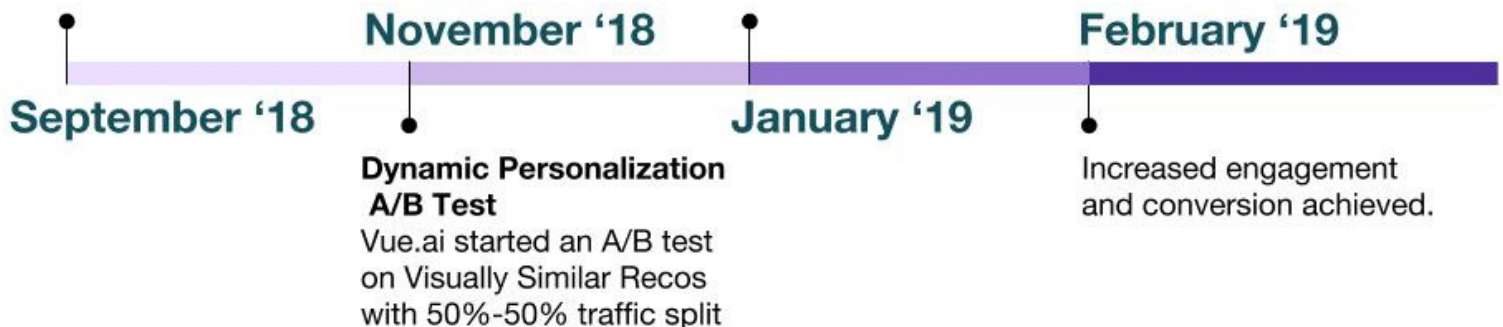 November ‘18
February ‘19
September ‘18
January ‘19
Dynamic Personalization
A/B Test
Vue.ai started an A/B test
on Visually Similar Recos
with 50%-50% traffic split
Increased engagement
and conversion achieved.